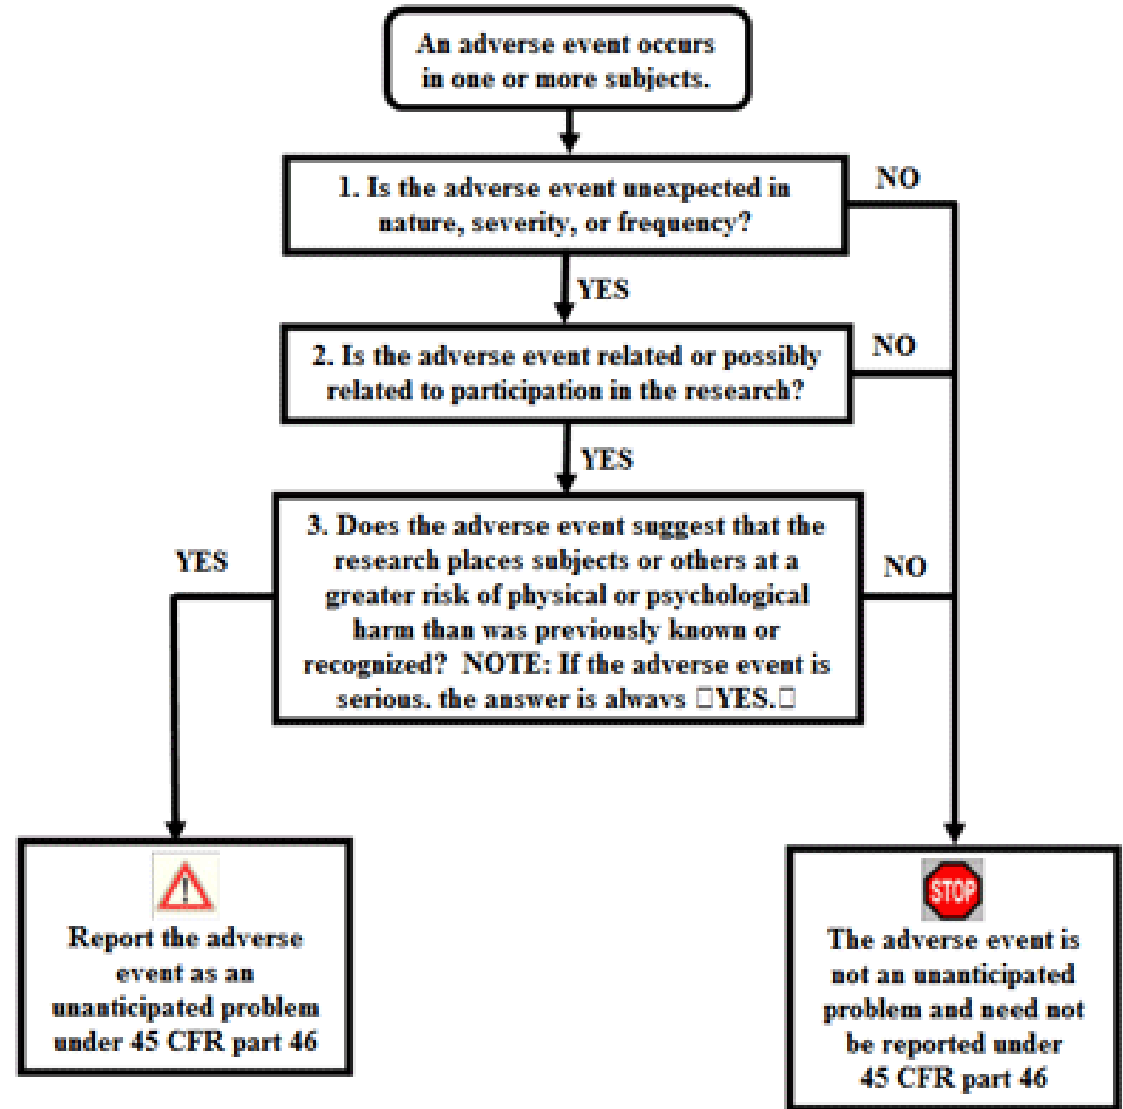 An adverse event occurs
in one or more subjects.
1. Is the adverse event unexpected in
nature, severity, or frequency?
NO
YES
2. Is the adverse event related or possibly
related to participation in the research?
NO
YES
3. Does the adverse event suggest that the
research places subjects or others at a
greater risk of physical or psychological
harm than was previously known or
recognized? NOTE: If the adverse event is
serious, the answer is always □YES.□
YES
NO
Report the adverse
event as an
unanticipated problem
under 45 CFR part 46
STOP
The adverse event is
not an unanticipated
problem and need not
be reported under
45 CFR part 46